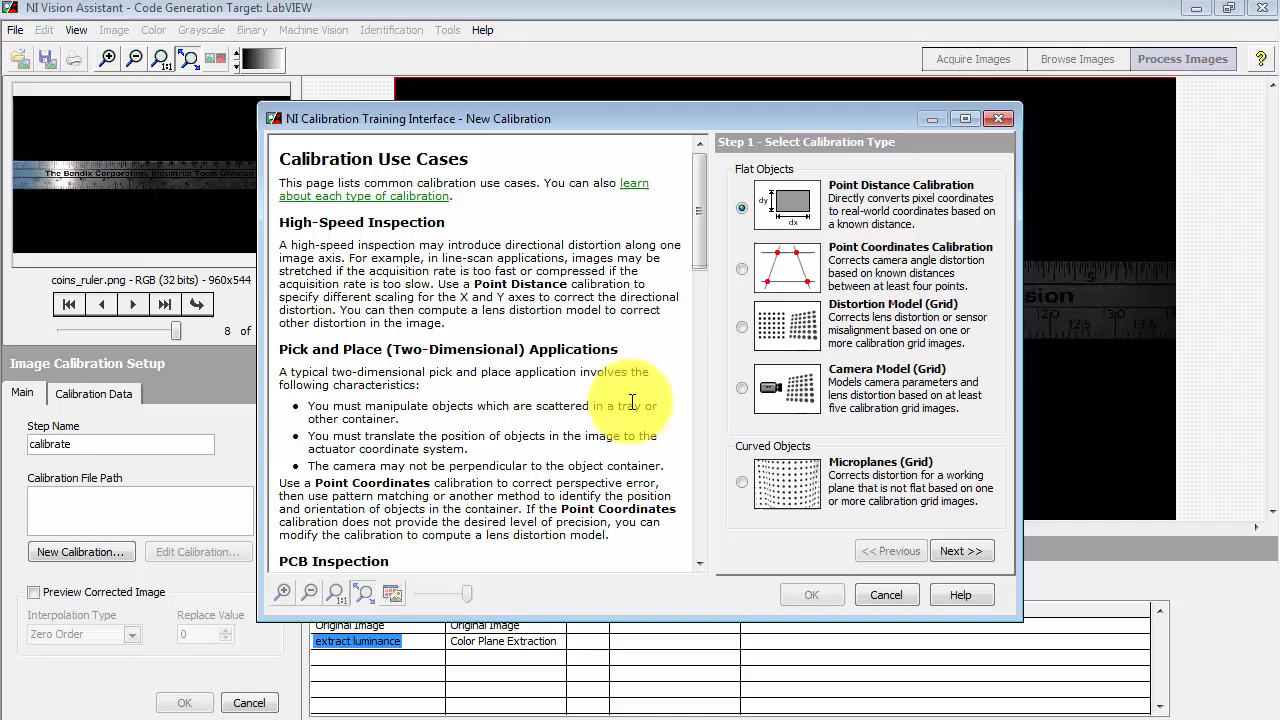 NI Vision Assistant - Code Generation Target: LabVIEW
File Edit View Image Color Grayscale Binary Machine Vision Identification Tools Help
1:1
Acquire Images Browse Images Process Images ?
The Bendix Corporation, Industrial Tools Division
coins_ruler.png - RGB (32 bits) - 960x544
8 of
Image Calibration Setup
Main Calibration Data
Step Name
calibrate
Calibration File Path
New Calibration... Edit Calibration...
Preview Corrected Image
Interpolation Type Replace Value
Zero Order 0
OK Cancel
NI Calibration Training Interface - New Calibration
Calibration Use Cases
This page lists common calibration use cases. You can also learn
about each type of calibration.
High-Speed Inspection
A high-speed inspection may introduce directional distortion along one
image axis. For example, in line-scan applications, images may be
stretched if the acquisition rate is too fast or compressed if the
acquisition rate is too slow. Use a Point Distance calibration to
specify different scaling for the X and Y axes to correct the directional
distortion. You can then compute a lens distortion model to correct
other distortion in the image.
Pick and Place (Two-Dimensional) Applications
A typical two-dimensional pick and place application involves the
following characteristics:
• You must manipulate objects which are scattered in a tray or
other container.
• You must translate the position of objects in the image to the
actuator coordinate system.
• The camera may not be perpendicular to the object container.
Use a Point Coordinates calibration to correct perspective error,
then use pattern matching or another method to identify the position
and orientation of objects in the container. If the Point Coordinates
calibration does not provide the desired level of precision, you can
modify the calibration to compute a lens distortion model.
PCB Inspection
1:1
Step 1 - Select Calibration Type
Flat Objects
dy
dx
Point Distance Calibration
Directly converts pixel coordinates
to real-world coordinates based on
a known distance.
Point Coordinates Calibration
Corrects camera angle distortion
based on known distances
between at least four points.
Distortion Model (Grid)
Corrects lens distortion or sensor
misalignment based on one or
more calibration grid images.
Camera Model (Grid)
Models camera parameters and
lens distortion based on at least
five calibration grid images.
Curved Objects
Microplanes (Grid)
Corrects distortion for a working
plane that is not flat based on one
or more calibration grid images.
<< Previous Next >>
OK Cancel Help
5
sion
120 130
12.5 13.5
Original Image Original Image
extract luminance Color Plane Extraction